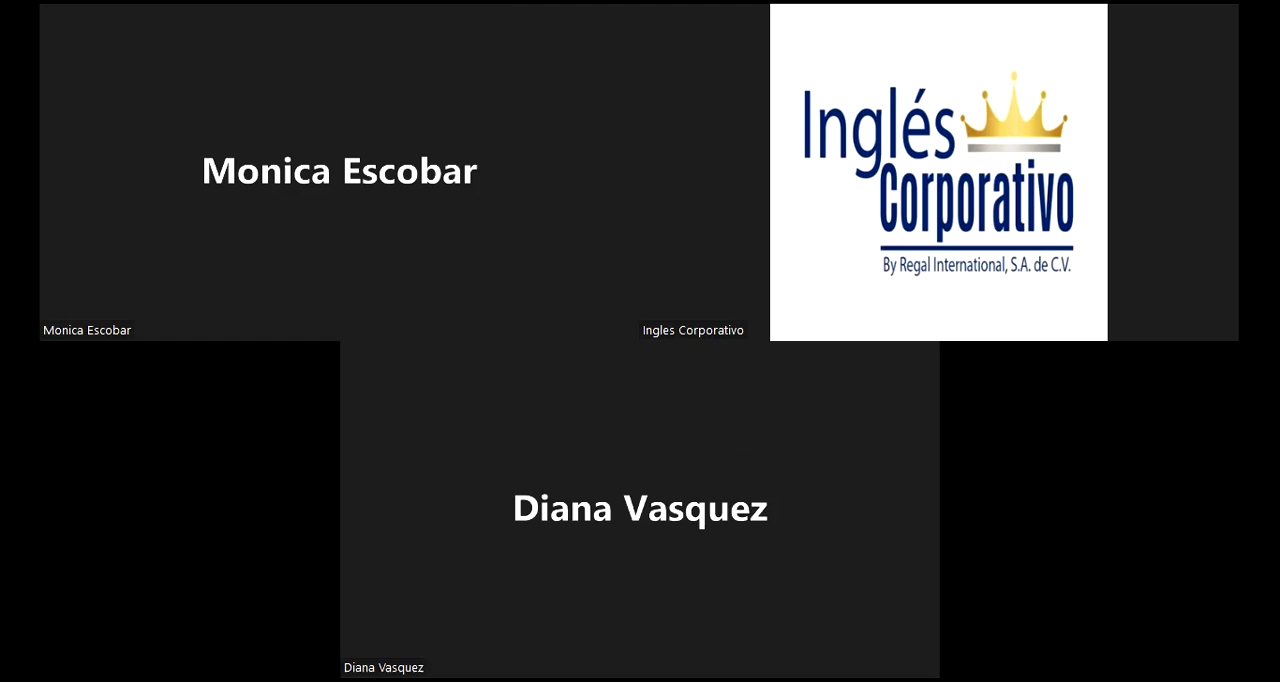 Monica Escobar
Inglés
Corporativo
By Regal International, S.A. de C.V.
Monica Escobar
Ingles Corporativo
Diana Vasquez
Diana Vasquez